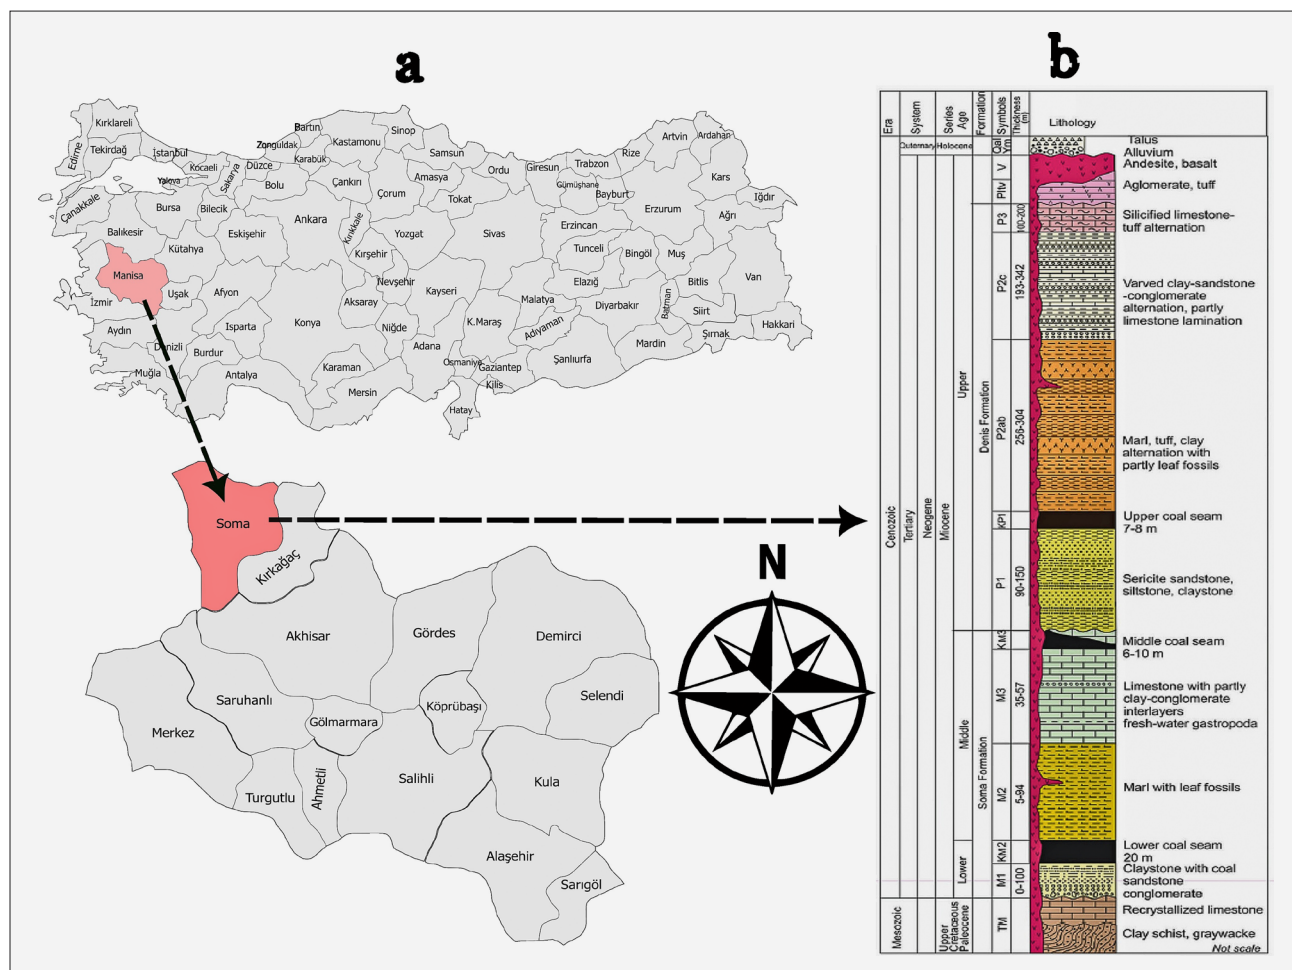 a
Kırklareli
Edirne
Tekirdağ
İstanbul
Kocaeli
Yalova
Sakarya
Düzce
Zonguldak
Bartın
Karabük
Kastamonu
Sinop
Samsun
Ordu
Giresun
Trabzon
Rize
Artvin
Ardahan
Kars
Iğdır
Çanakkale
Bursa
Bilecik
Bolu
Çankırı
Çorum
Amasya
Tokat
Gümüşhane
Bayburt
Erzurum
Ağrı
Balıkesir
Kütahya
Eskişehir
Ankara
Kırıkkale
Kırşehir
Yozgat
Sivas
Erzincan
Tunceli
Bingöl
Muş
Manisa
İzmir
Uşak
Afyon
Aksaray
Nevşehir
Kayseri
Malatya
Elazığ
Diyarbakır
Batman
Bitlis
Siirt
Van
Aydın
Denizli
Isparta
Burdur
Konya
Niğde
K.Maraş
Adıyaman
Mardin
Şırnak
Hakkari
Muğla
Antalya
Karaman
Mersin
Adana
Osmaniye
Gaziantep
Kilis
Hatay
Şanlıurfa
Soma
Kırkağaç
Akhisar
Gördes
Demirci
Selendi
Saruhanlı
Gölmarmara
Köprübaşı
Merkez
Turgutlu
Ahmetli
Salihli
Kula
Alaşehir
Sarıgöl
N
b
Era
System
Series
Age
Formation
Symbols
Thickness
(m)
Lithology
Quaternary
Holocene
Qal
Ym
Talus
Alluvium
V
Andesite, basalt
Pltv
Aglomerate, tuff
P3
100-200
Silicified limestone-
tuff alternation
P2c
193-342
Varved clay-sandstone
-conglomerate
alternation, partly
limestone lamination
P2ab
256-304
Marl, tuff, clay
alternation with
partly leaf fossils
KP1
Upper coal seam
7-8 m
P1
90-150
Sericite sandstone,
siltstone, claystone
KM3
Middle coal seam
6-10 m
M3
35-57
Limestone with partly
clay-conglomerate
interlayers
fresh-water gastropoda
M2
5-94
Marl with leaf fossils
KM2
Lower coal seam
20 m
M1
0-100
Claystone with coal
sandstone
conglomerate
TM
Recrystallized limestone
Clay schist, graywacke
Not scale
Cenozoic
Tertiary
Neogene
Miocene
Upper
Middle
Lower
Denis Formation
Soma Formation
Mesozoic
Upper
Cretaceous
Paleocene